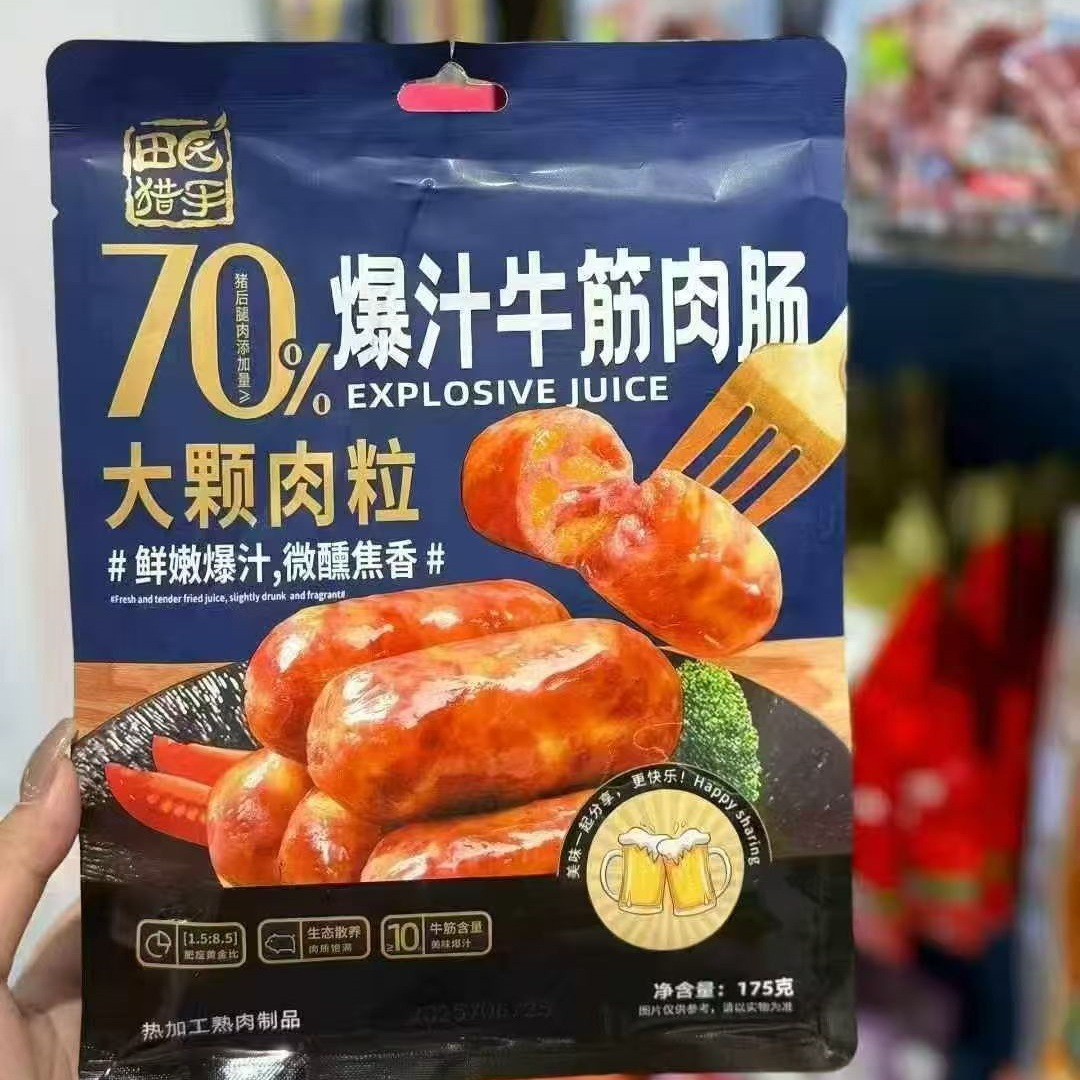 田园
猎手
70%
猪后腿肉添加量≥
爆汁牛筋肉肠
EXPLOSIVE JUICE
大颗肉粒
#鲜嫩爆汁,微醺焦香#
#Fresh and tender fried juice, slightly drunk and fragrant#
美味一起分享，更快乐！Happy sharing
[1.5:8.5]
肥瘦黄金比
生态散养
肉质饱满
≥10%
牛筋含量
美味爆汁
净含量：175克
图片仅供参考，请以实物为准
热加工熟肉制品